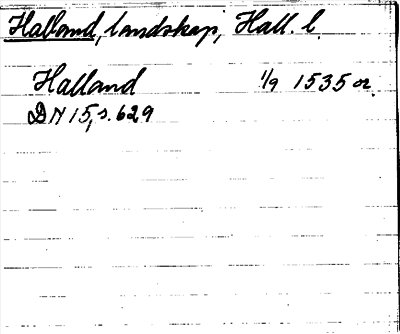 Halland, landskap, Hall. l.
Halland 1/9 1535 or.
DN 15, s. 629